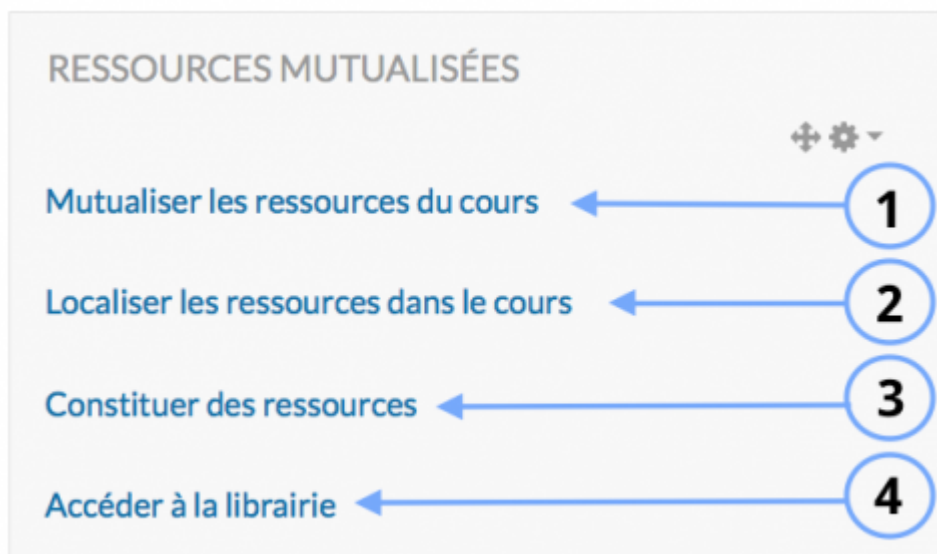 RESSOURCES MUTUALISÉES
Mutualiser les ressources du cours 1
Localiser les ressources dans le cours 2
Constituer des ressources 3
Accéder à la librairie 4